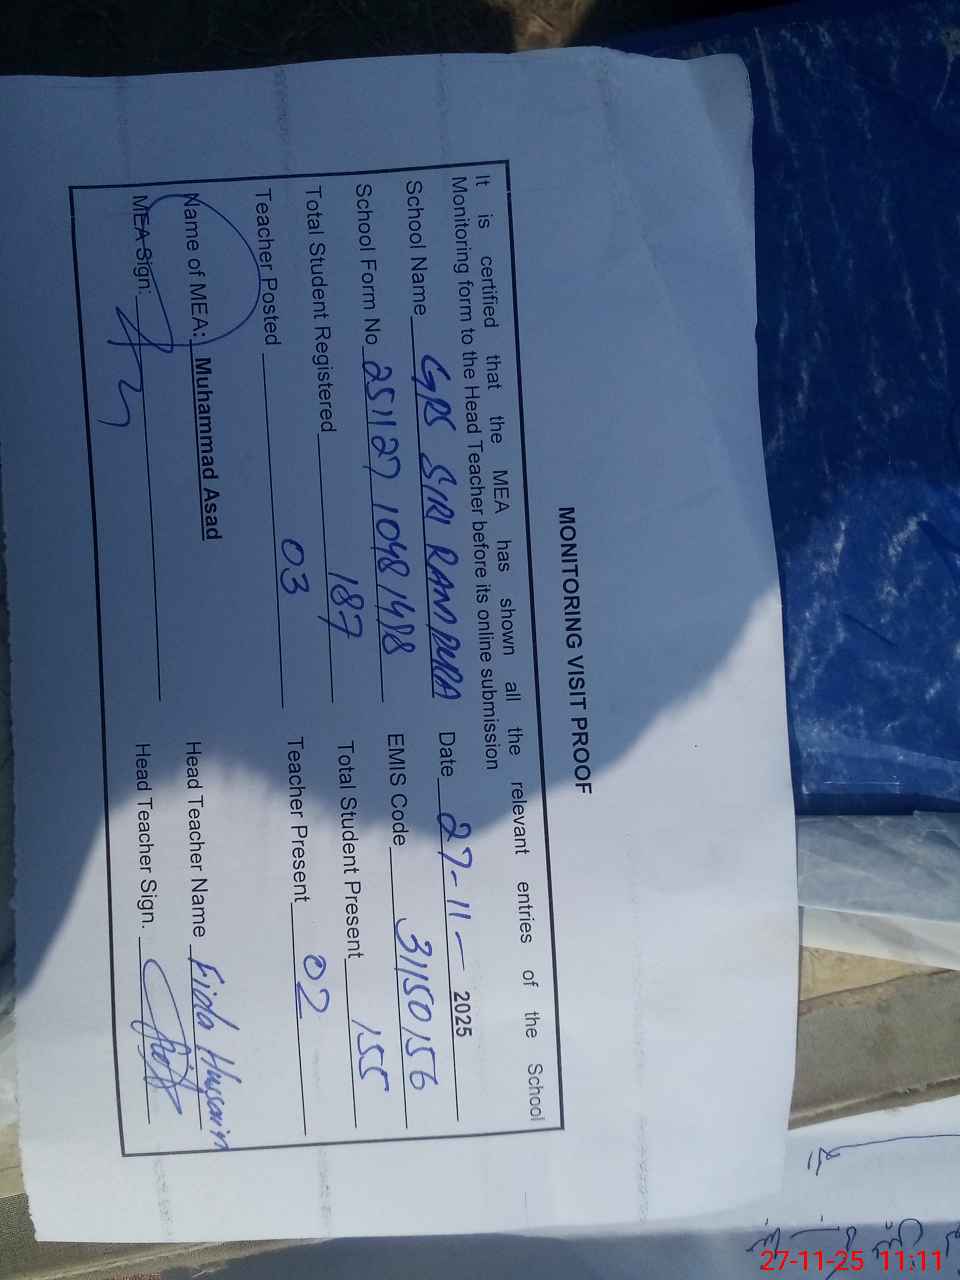 MONITORING VISIT PROOF
It is certified that the MEA has shown all the relevant entries of the School
Monitoring form to the Head Teacher before its online submission
School Name GPS SIRI RAM PURA Date 27-11-2025
School Form No 251127 1048 1498 EMIS Code 31150156
Total Student Registered 187 Total Student Present 155
Teacher Posted 03 Teacher Present 02
Name of MEA: Muhammad Asad Head Teacher Name Fida Hussain
MEA Sign: Head Teacher Sign.
27-11-25 11:11